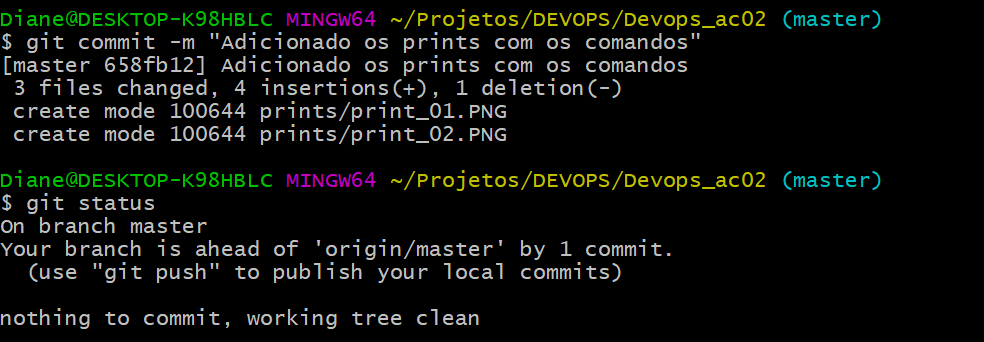 Diane@DESKTOP-K98HBLC MINGW64 ~/Projetos/DEVOPS/Devops_ac02 (master)
$ git commit -m "Adicionado os prints com os comandos"
[master 658fb12] Adicionado os prints com os comandos
 3 files changed, 4 insertions(+), 1 deletion(-)
 create mode 100644 prints/print_01.PNG
 create mode 100644 prints/print_02.PNG

Diane@DESKTOP-K98HBLC MINGW64 ~/Projetos/DEVOPS/Devops_ac02 (master)
$ git status
On branch master
Your branch is ahead of 'origin/master' by 1 commit.
  (use "git push" to publish your local commits)

nothing to commit, working tree clean